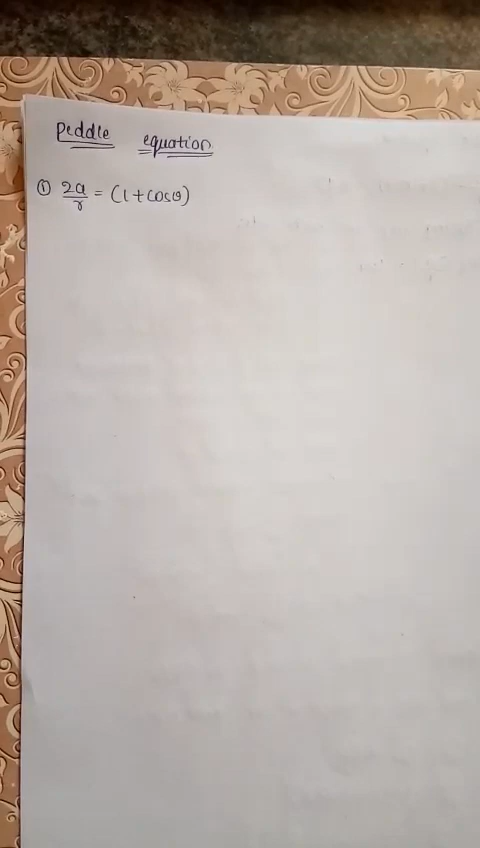 Peddle equation
① 2a/r = (1+cosθ)